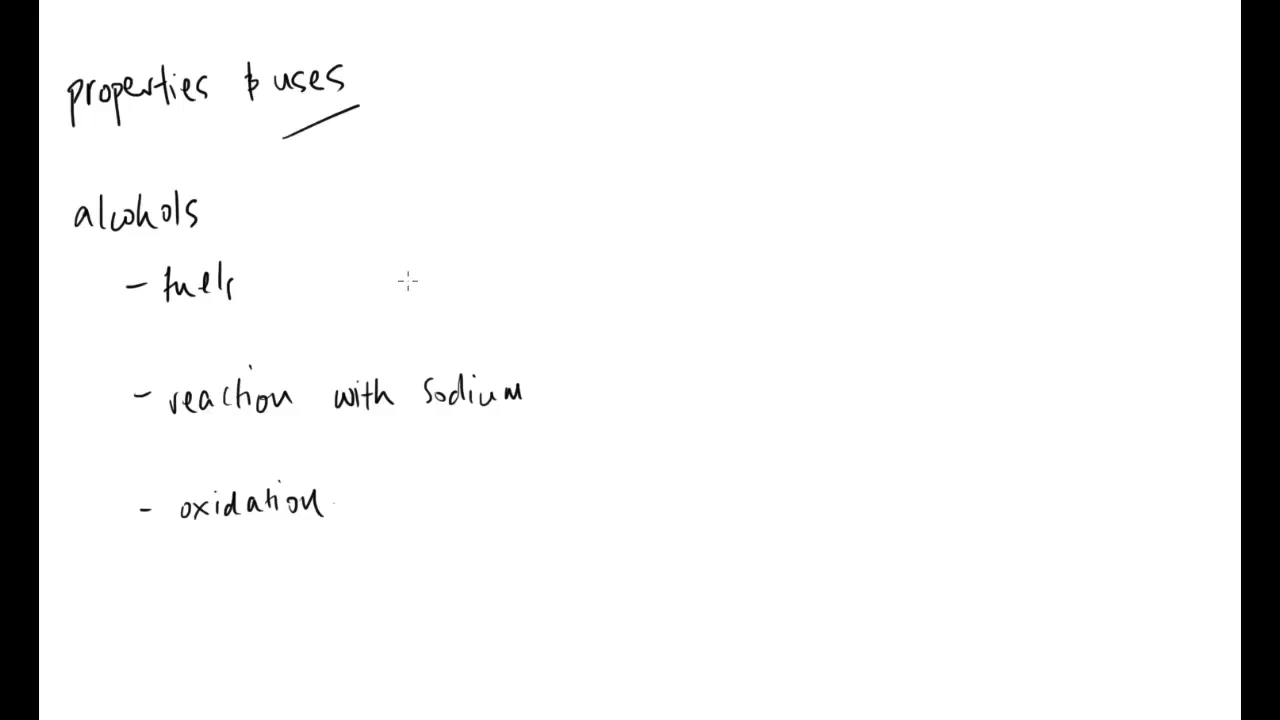 properties & uses
alcohols
- fuels
- reaction with sodium
- oxidation